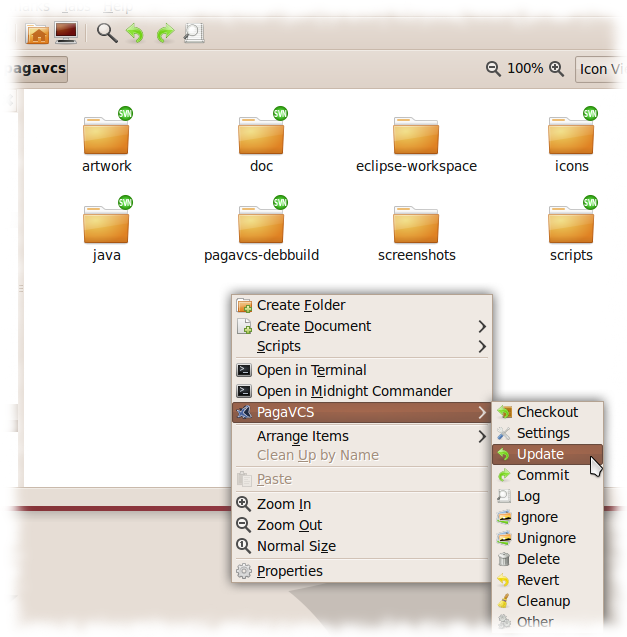 Help
pagavcs
100%
Icon Vi
SVN
SVN
SVN
artwork
doc
eclipse-workspace
icons
SVN
SVN
SVN
java
pagavcs-debbuild
screenshots
scripts
Create Folder
Create Document
Scripts
Open in Terminal
Open in Midnight Commander
PagaVCS
Arrange Items
Clean Up by Name
Paste
Zoom In
Zoom Out
Normal Size
Properties
Checkout
Settings
Update
Commit
Log
Ignore
Unignore
Delete
Revert
Cleanup
Other